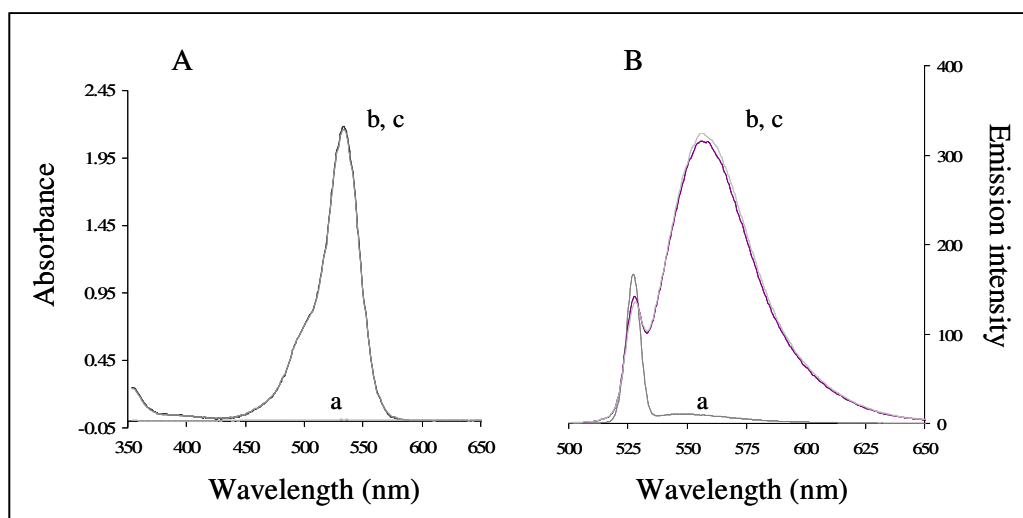 A
B
400
2.45
b, c
b, c
1.95
300
Absorbance
Emission intensity
1.45
200
0.95
100
0.45
a
a
-0.05
0
350 400 450 500 550 600 650
500 525 550 575 600 625 650
Wavelength (nm)
Wavelength (nm)